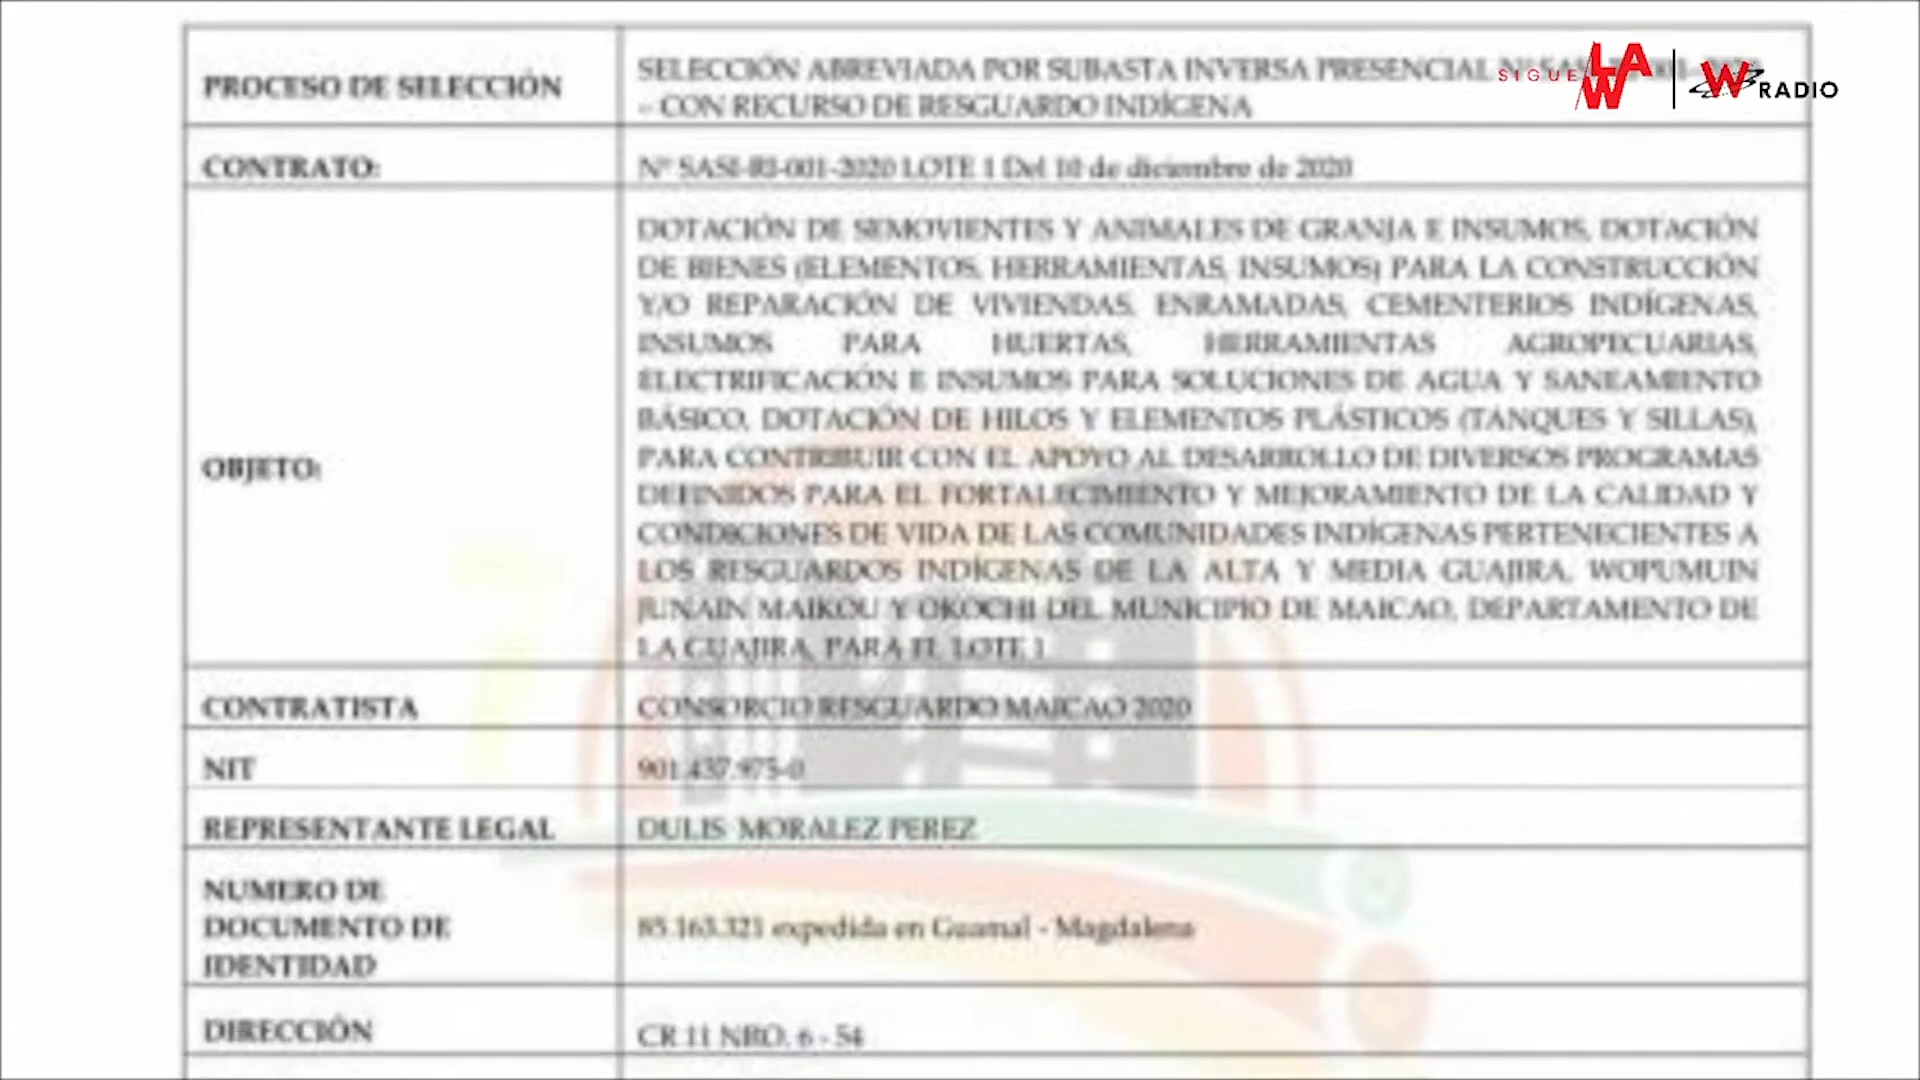 PROCESO DE SELECCIÓN
SELECCIÓN ABREVIADA POR SUBASTA INVERSA PRESENCIAL
– CON RECURSO DE RESGUARDO INDÍGENA
SIGUE LA W
W RADIO
CONTRATO:
Nº SASI-RI-001-2020 LOTE 1 Del 10 de diciembre de 2020
OBJETO:
DOTACIÓN DE SEMOVIENTES Y ANIMALES DE GRANJA E INSUMOS, DOTACIÓN
DE BIENES (ELEMENTOS, HERRAMIENTAS, INSUMOS) PARA LA CONSTRUCCIÓN
Y/O REPARACIÓN DE VIVIENDAS, ENRAMADAS, CEMENTERIOS INDÍGENAS,
INSUMOS PARA HUERTAS, HERRAMIENTAS AGROPECUARIAS,
ELECTRIFICACIÓN E INSUMOS PARA SOLUCIONES DE AGUA Y SANEAMIENTO
BÁSICO, DOTACIÓN DE HILOS Y ELEMENTOS PLÁSTICOS (TANQUES Y SILLAS),
PARA CONTRIBUIR CON EL APOYO AL DESARROLLO DE DIVERSOS PROGRAMAS
DEFINIDOS PARA EL FORTALECIMIENTO Y MEJORAMIENTO DE LA CALIDAD Y
CONDICIONES DE VIDA DE LAS COMUNIDADES INDÍGENAS PERTENECIENTES A
LOS RESGUARDOS INDÍGENAS DE LA ALTA Y MEDIA GUAJIRA, WOPUMUIN
JUNAIN MAIKOU Y OKOCHI DEL MUNICIPIO DE MAICAO, DEPARTAMENTO DE
LA GUAJIRA, PARA EL LOTE 1
CONTRATISTA
CONSORCIO RESGUARDO MAICAO 2020
NIT
901.437.975-0
REPRESENTANTE LEGAL
DULIS MORALEZ PEREZ
NUMERO DE
DOCUMENTO DE
IDENTIDAD
85.163.321 expedida en Guamal - Magdalena
DIRECCIÓN
CR 11 NRO. 6 - 54